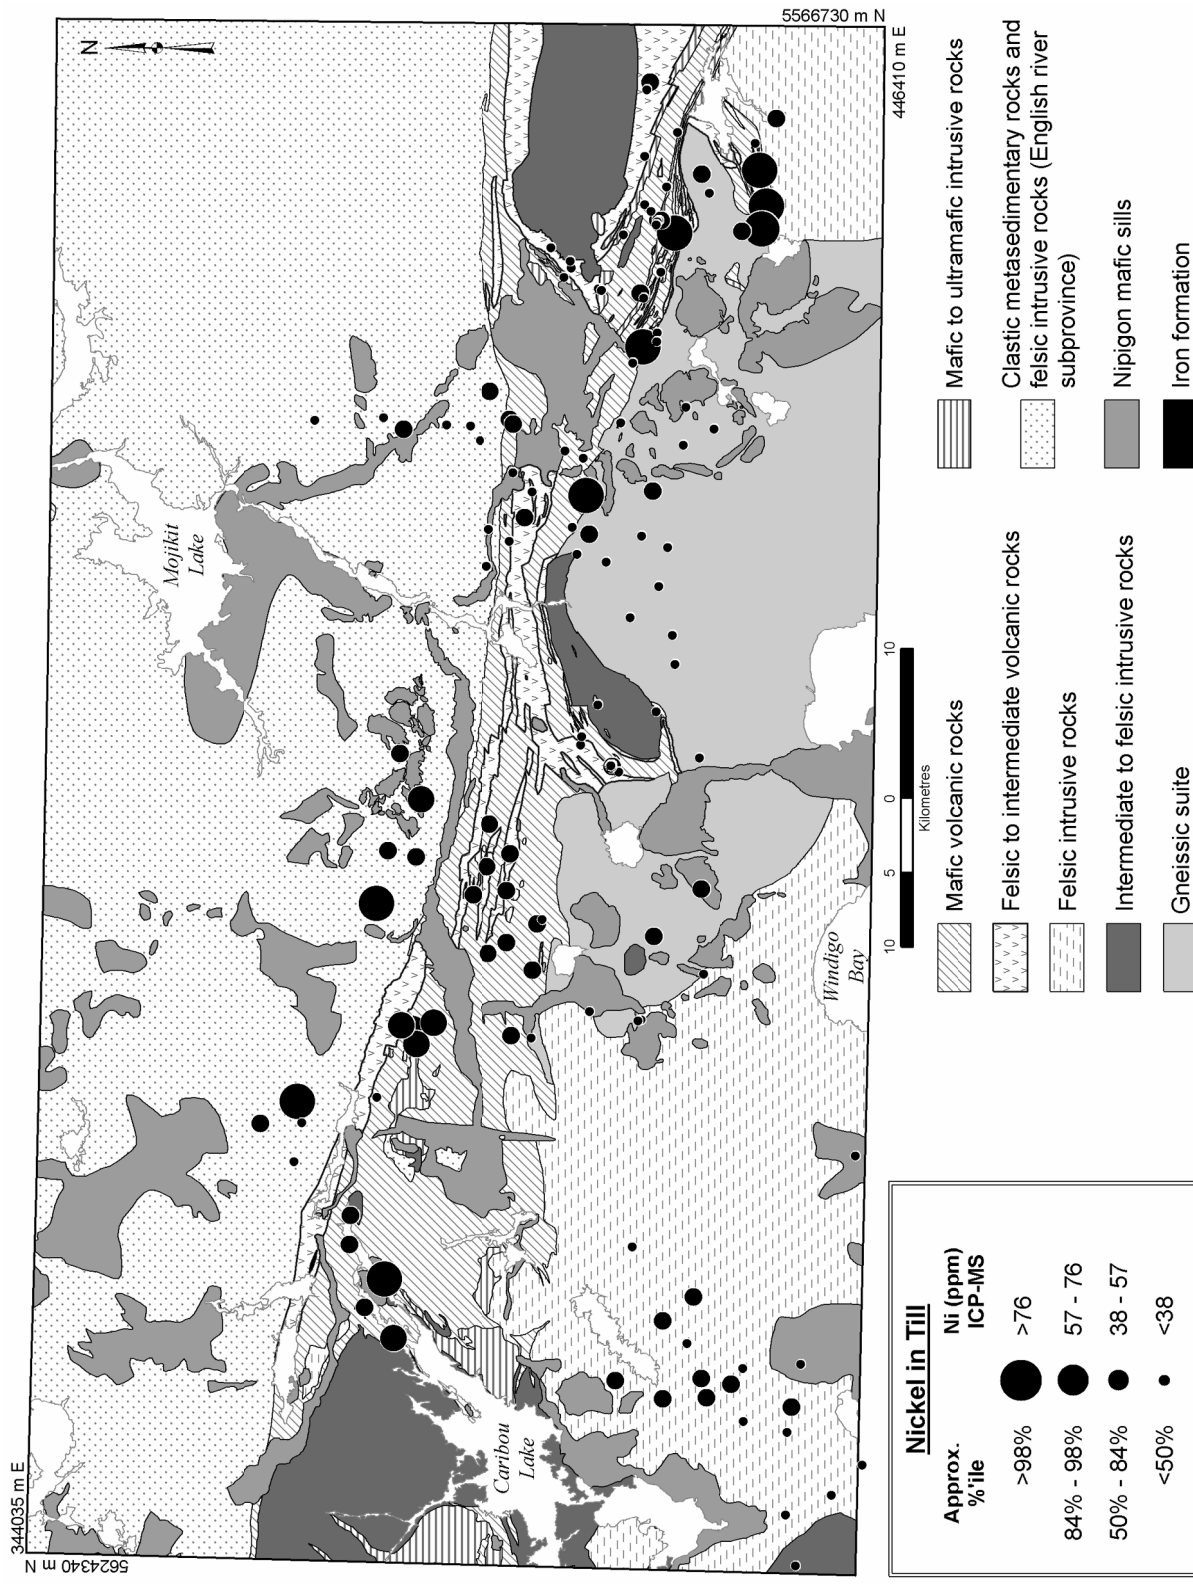 5566730 m N
446410 m E
N
Mojikit
Lake
Caribou
Lake
Windigo
Bay
344035 m E
5624340 m N
10
5
0
10
Kilometres
Mafic volcanic rocks
Felsic to intermediate volcanic rocks
Felsic intrusive rocks
Intermediate to felsic intrusive rocks
Gneissic suite
Mafic to ultramafic intrusive rocks
Clastic metasedimentary rocks and
felsic intrusive rocks (English river
subprovince)
Nipigon mafic sills
Iron formation
Nickel in Till
Approx. Ni (ppm)
%'ile ICP-MS
>98% >76
84% - 98% 57 - 76
50% - 84% 38 - 57
<50% <38